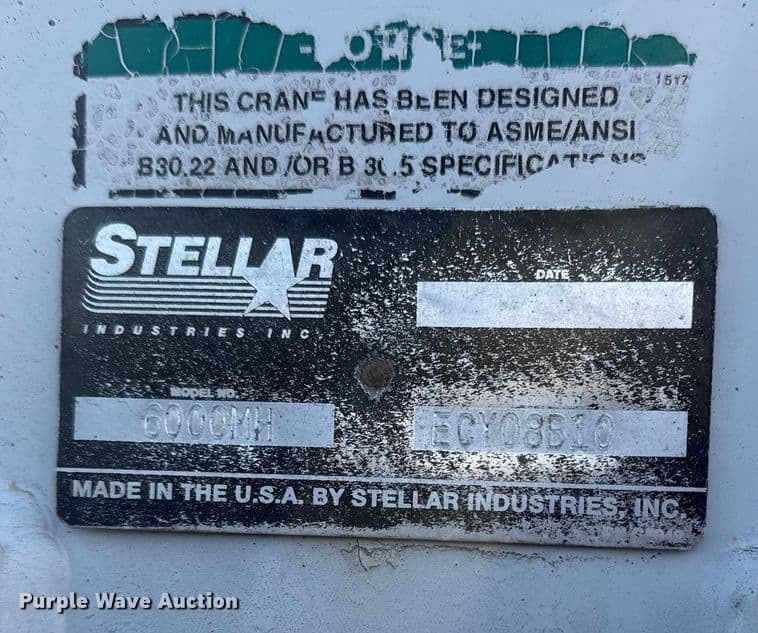 1517
THIS CRANE HAS BEEN DESIGNED
AND MANUFACTURED TO ASME/ANSI
B30.22 AND /OR B 30.5 SPECIFICATIONS
STELLAR
INDUSTRIES INC
DATE
MODEL NO.
6000MH
ECY08B10
MADE IN THE U.S.A. BY STELLAR INDUSTRIES, INC.
Purple Wave Auction